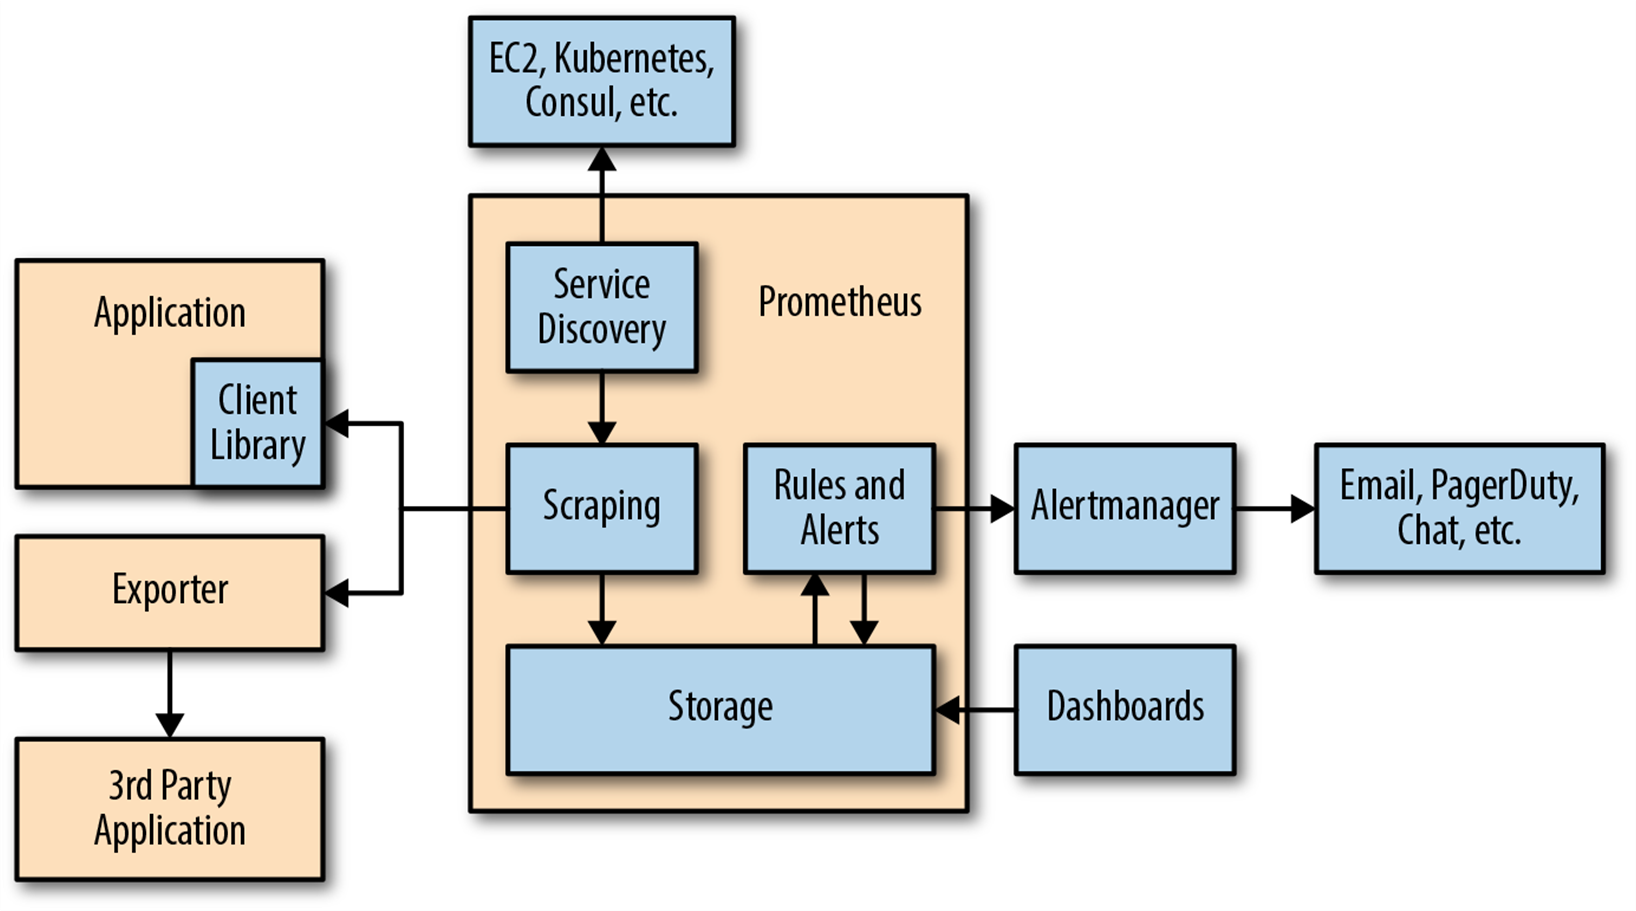 EC2, Kubernetes,
Consul, etc.
Service
Discovery
Prometheus
Application
Client
Library
Scraping
Rules and
Alerts
Alertmanager
Email, PagerDuty,
Chat, etc.
Exporter
Storage
Dashboards
3rd Party
Application